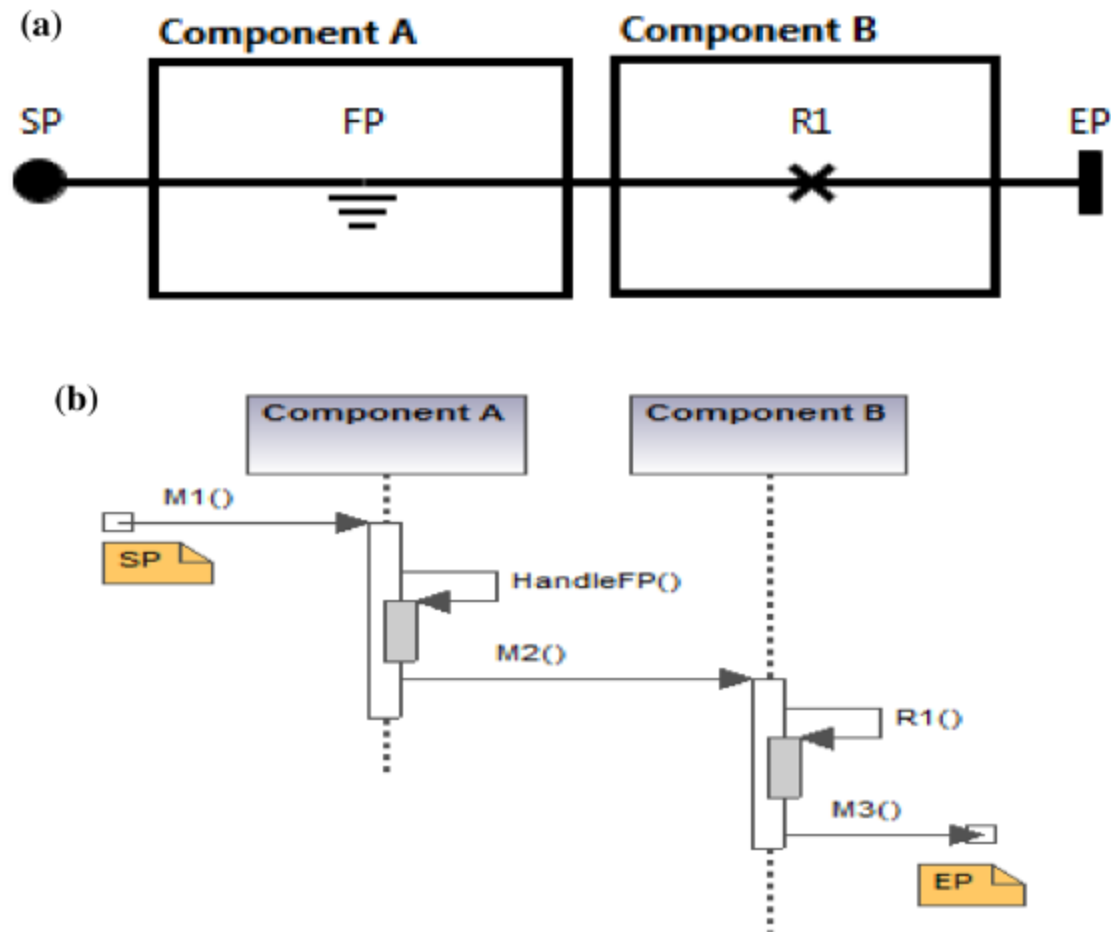 (a)
Component A
Component B
SP
FP
R1
EP
(b)
Component A
Component B
M1()
SP
HandleFP()
M2()
R1()
M3()
EP